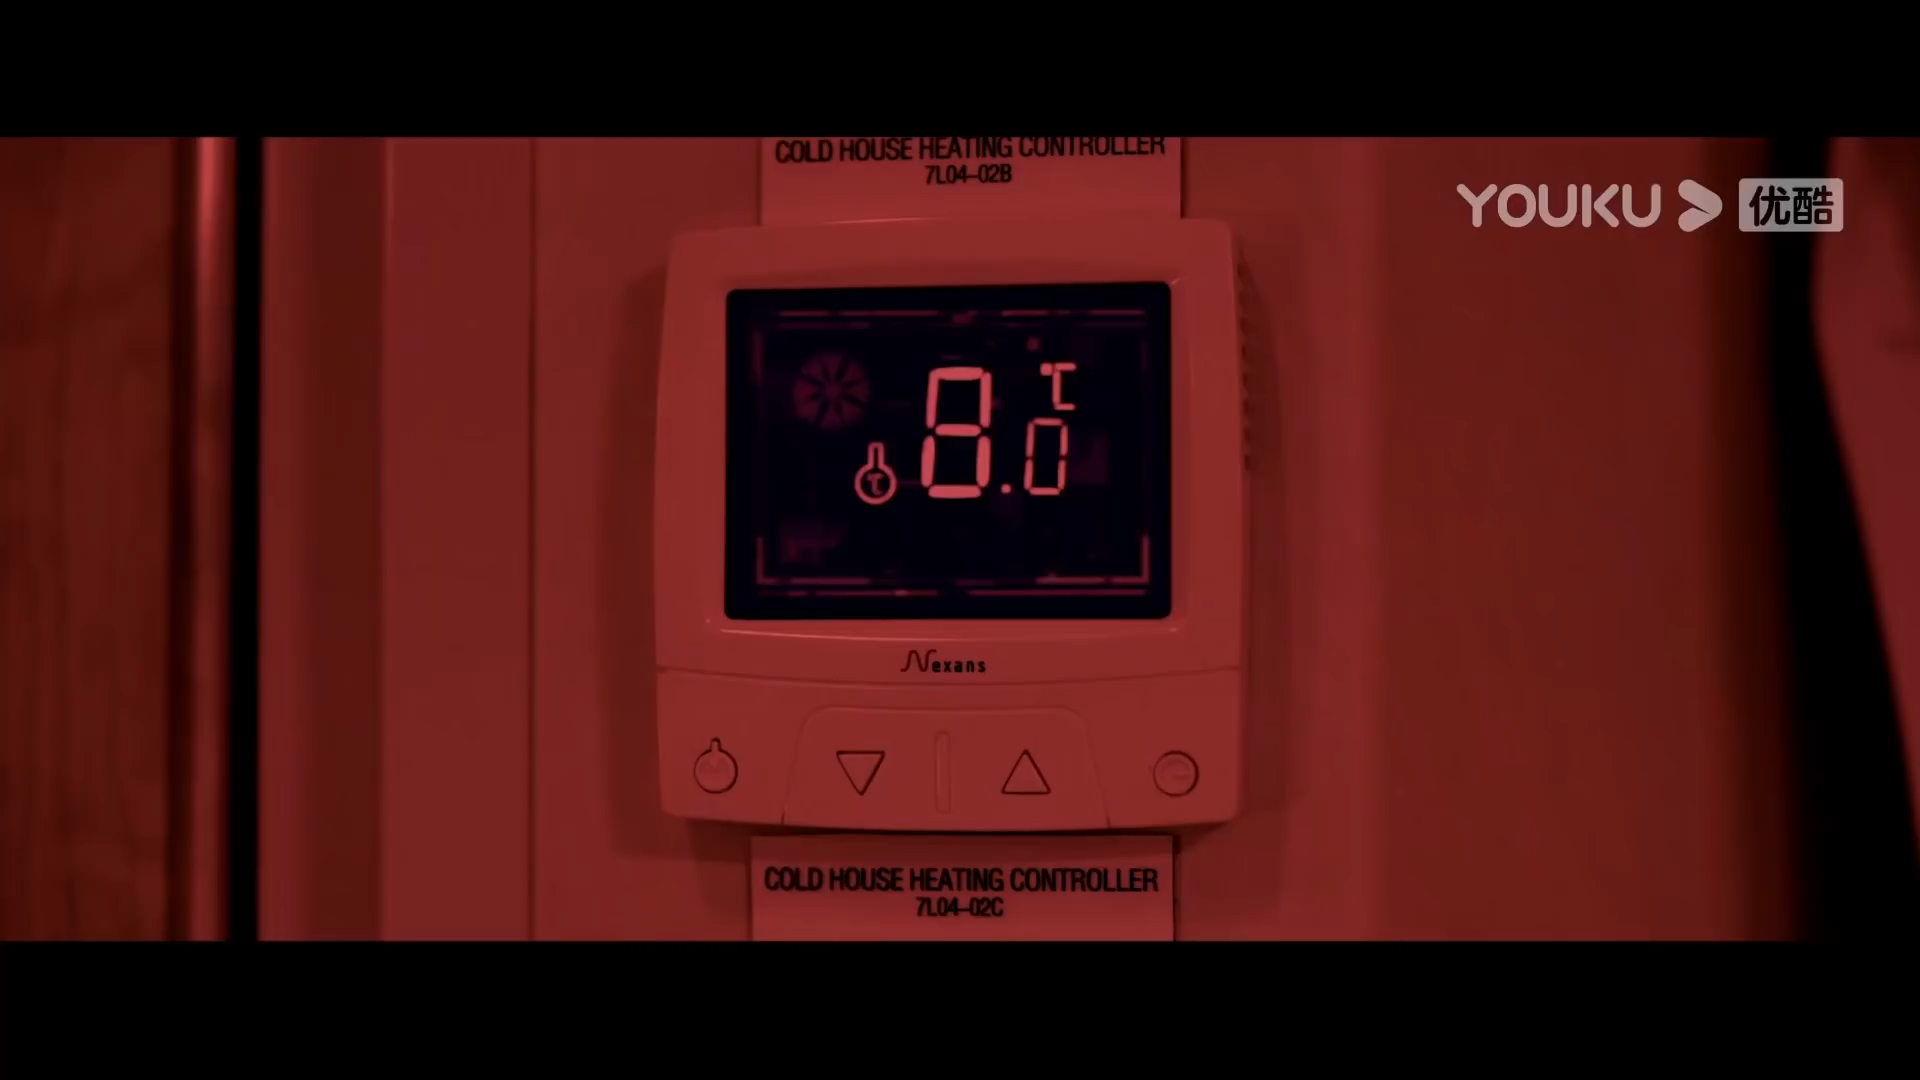 COLD HOUSE HEATING CONTROLLER
7L04-02B
YOUKU 优酷
℃
8.0
Nexans
COLD HOUSE HEATING CONTROLLER
7L04-02C